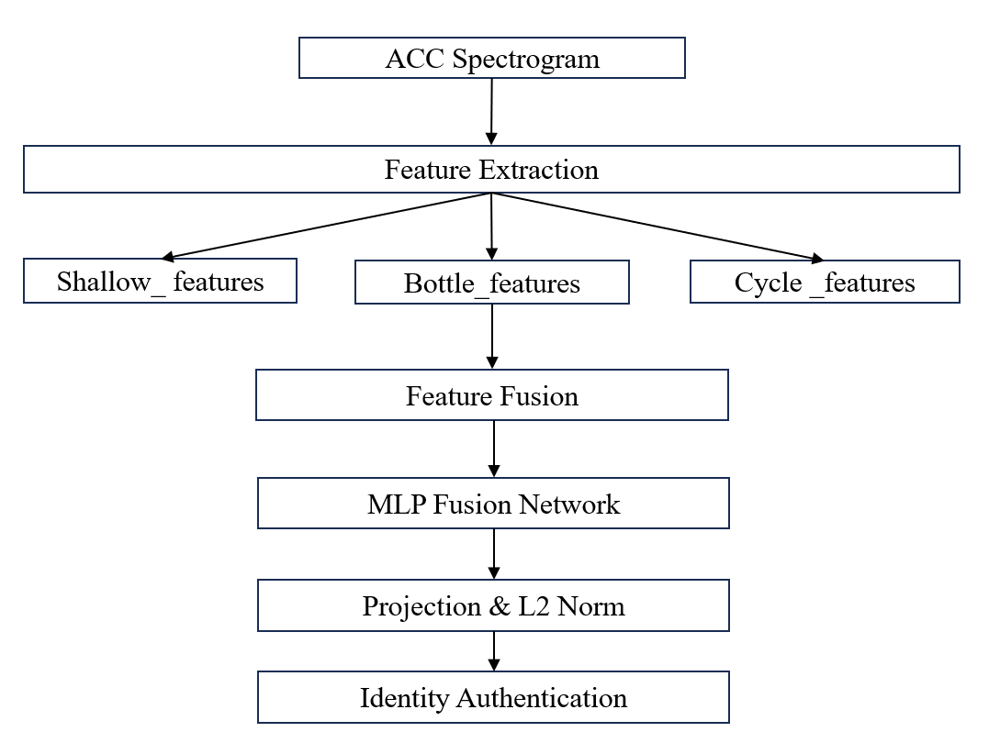 ACC Spectrogram
Feature Extraction
Shallow_ features
Bottle_features
Cycle _features
Feature Fusion
MLP Fusion Network
Projection & L2 Norm
Identity Authentication